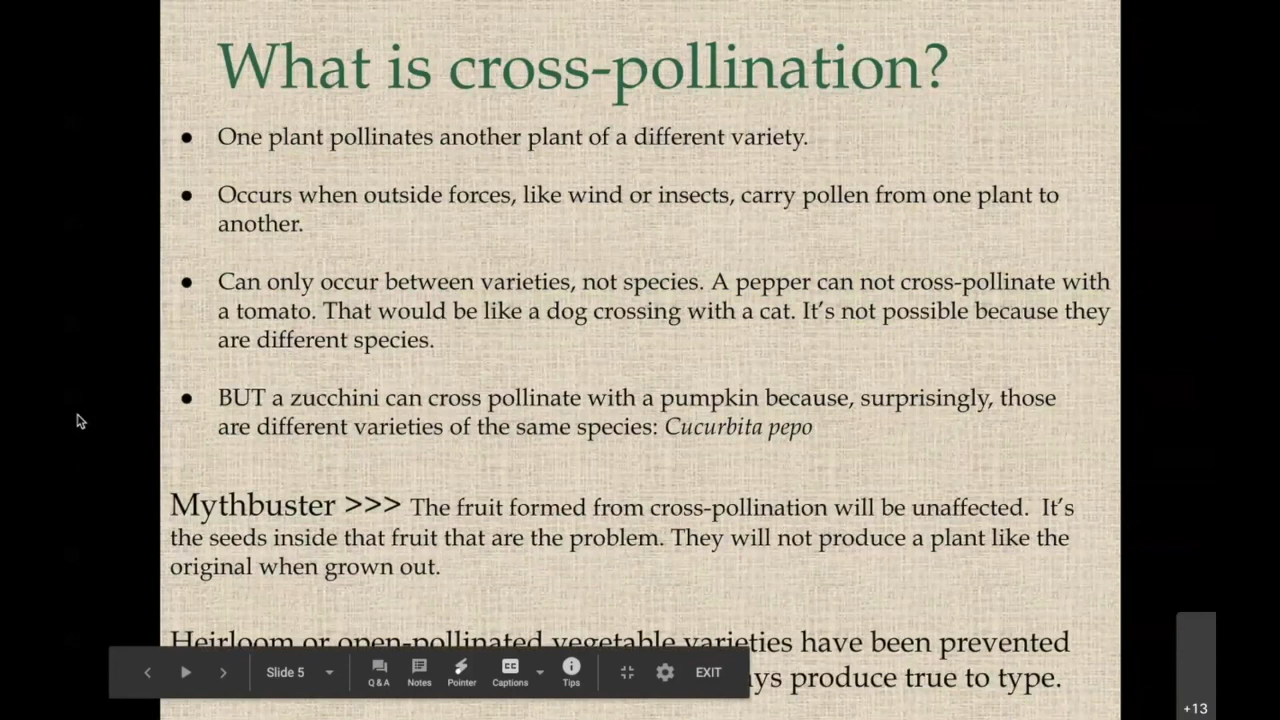 What is cross-pollination?
● One plant pollinates another plant of a different variety.
● Occurs when outside forces, like wind or insects, carry pollen from one plant to
another.
● Can only occur between varieties, not species. A pepper can not cross-pollinate with
a tomato. That would be like a dog crossing with a cat. It’s not possible because they
are different species.
● BUT a zucchini can cross pollinate with a pumpkin because, surprisingly, those
are different varieties of the same species: Cucurbita pepo
Mythbuster >>> The fruit formed from cross-pollination will be unaffected. It’s
the seeds inside that fruit that are the problem. They will not produce a plant like the
original when grown out.
Heirloom or open-pollinated vegetable varieties have been prevented
produce true to type.
Slide 5
Q & A
Notes
Pointer
CC
Captions
Tips
EXIT
+13